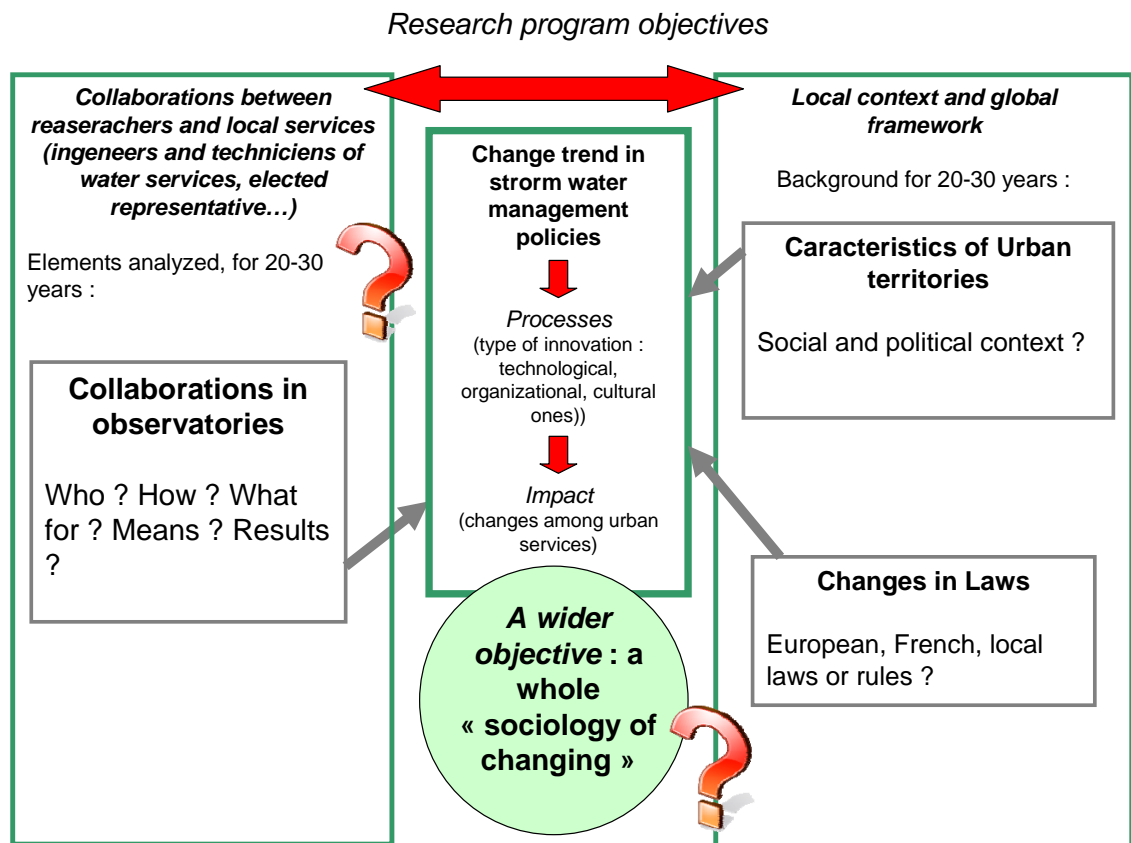 Research program objectives
Collaborations between
reaserachers and local services
(ingeneers and techniciens of
water services, elected
representative…)
Elements analyzed, for 20-30
years :
Collaborations in
observatories
Who ? How ? What
for ? Means ? Results
?
Change trend in
strorm water
management
policies
Processes
(type of innovation :
technological,
organizational, cultural
ones))
Impact
(changes among urban
services)
A wider
objective : a
whole
« sociology of
changing »
Local context and global
framework
Background for 20-30 years :
Caracteristics of Urban
territories
Social and political context ?
Changes in Laws
European, French, local
laws or rules ?